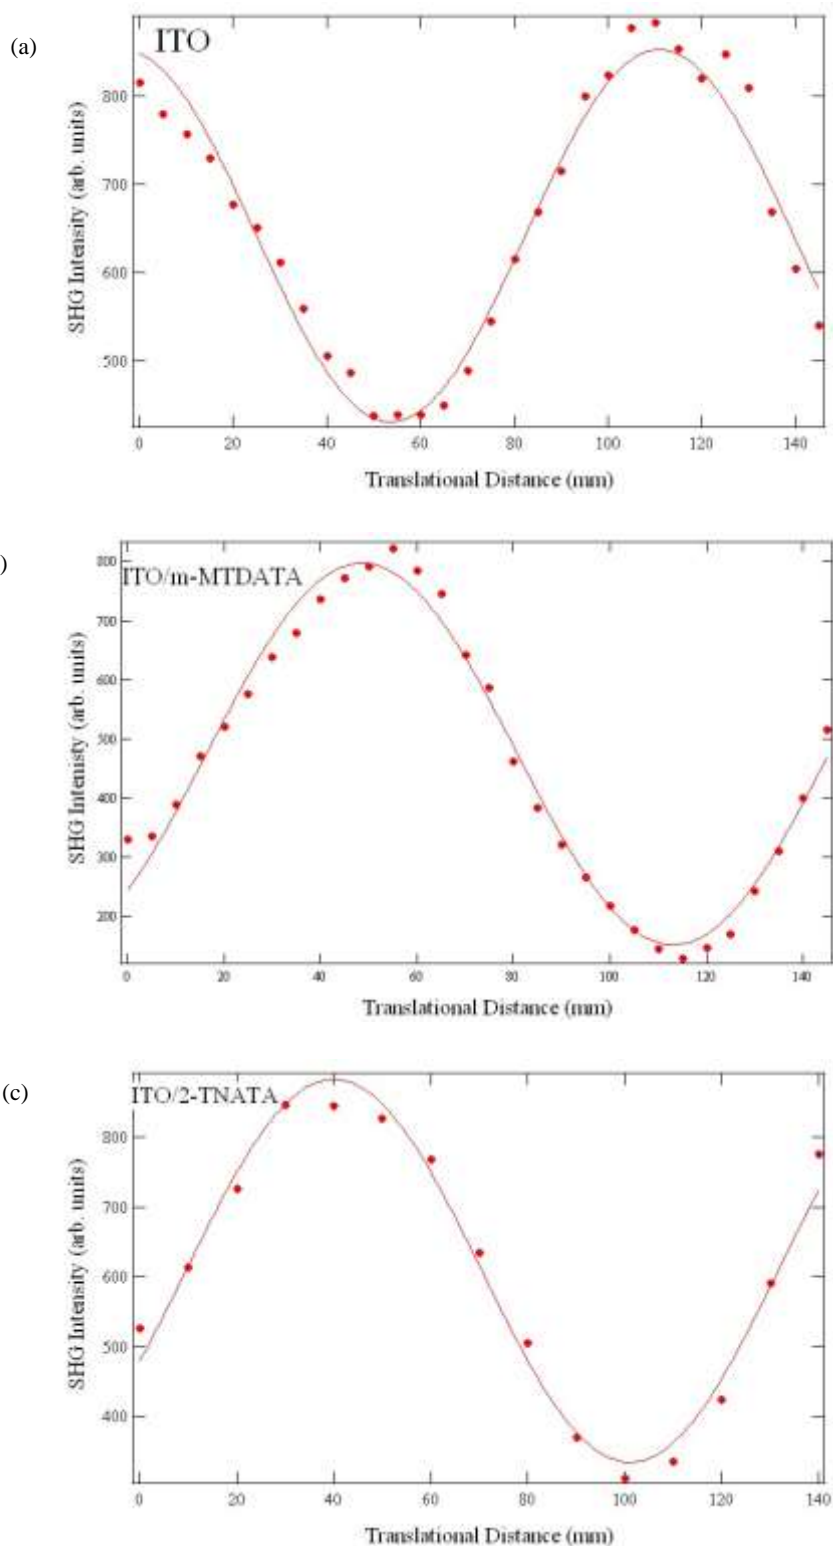 (a)
ITO
800
700
600
500
SHG Intensity (arb. units)
0 20 40 60 80 100 120 140
Translational Distance (mm)
)
ITO/m-MTDATA
800
700
600
500
400
300
200
SHG Intenisty (arb. units)
0 20 40 60 80 100 120 140
Translational Distance (mm)
(c)
ITO/2-TNATA
800
700
600
500
400
SHG Intensity (arb. units)
0 20 40 60 80 100 120 140
Translational Distance (mm)